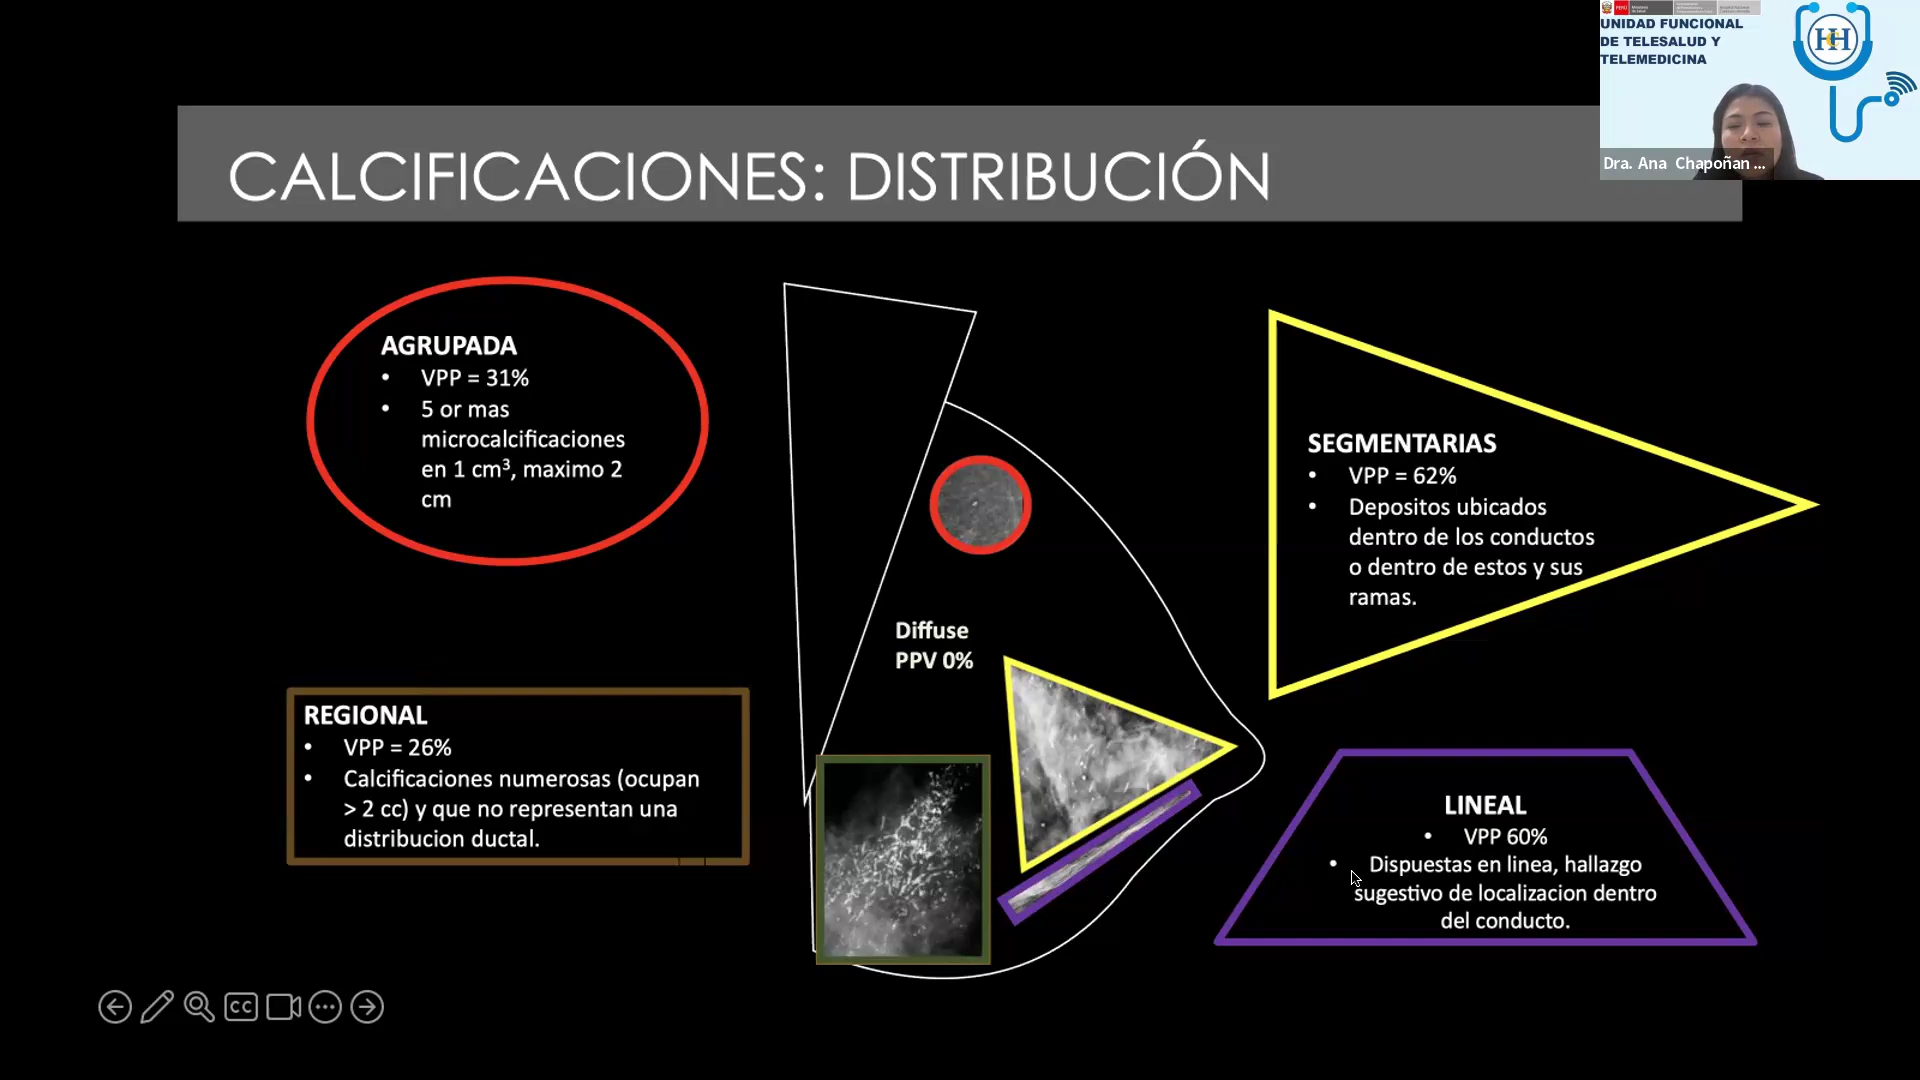 PERÚ
UNIDAD FUNCIONAL
DE TELESALUD Y
TELEMEDICINA
HCH
Dra. Ana Chapoñan ...
CALCIFICACIONES: DISTRIBUCIÓN
AGRUPADA
• VPP = 31%
• 5 or mas
microcalcificaciones
en 1 cm³, maximo 2
cm
SEGMENTARIAS
• VPP = 62%
• Depositos ubicados
dentro de los conductos
o dentro de estos y sus
ramas.
Diffuse
PPV 0%
REGIONAL
• VPP = 26%
• Calcificaciones numerosas (ocupan
> 2 cc) y que no representan una
distribucion ductal.
LINEAL
• VPP 60%
• Dispuestas en linea, hallazgo
sugestivo de localizacion dentro
del conducto.
CC